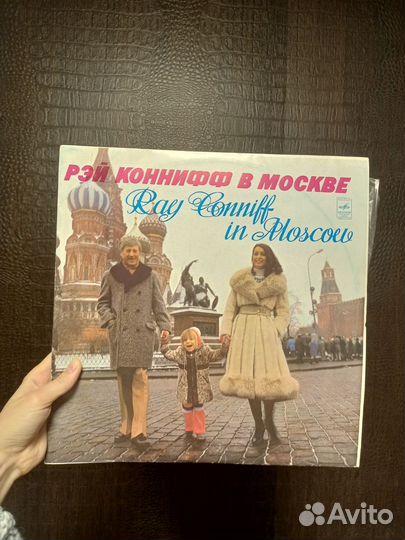 РЭЙ КОННИФФ В МОСКВЕ
Ray Conniff
in Moscow
Avito